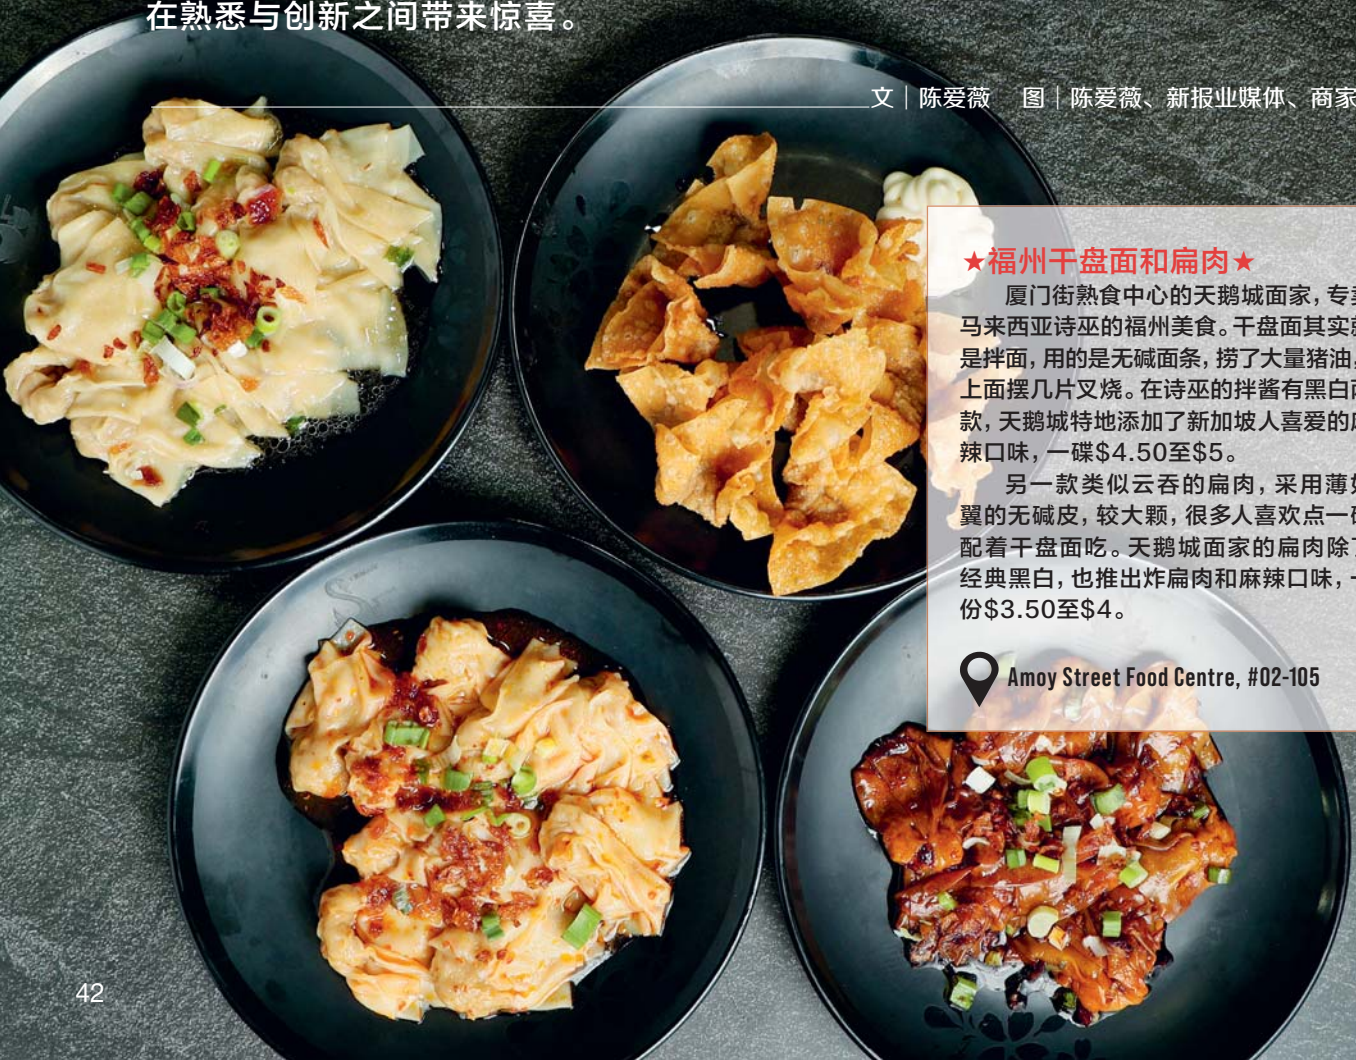 在熟悉与创新之间带来惊喜。
文｜陈爱薇 图｜陈爱薇、新报业媒体、商家
★福州干盘面和扁肉★
厦门街熟食中心的天鹅城面家，专
马来西亚诗巫的福州美食。干盘面其实
是拌面，用的是无碱面条，捞了大量猪油，
上面摆几片叉烧。在诗巫的拌酱有黑白
款，天鹅城特地添加了新加坡人喜爱的
辣口味，一碟$4.50至$5。
另一款类似云吞的扁肉，采用薄
翼的无碱皮，较大颗，很多人喜欢点一
配着干盘面吃。天鹅城面家的扁肉除
经典黑白，也推出炸扁肉和麻辣口味，
份$3.50至$4。
Amoy Street Food Centre, #02-105
42